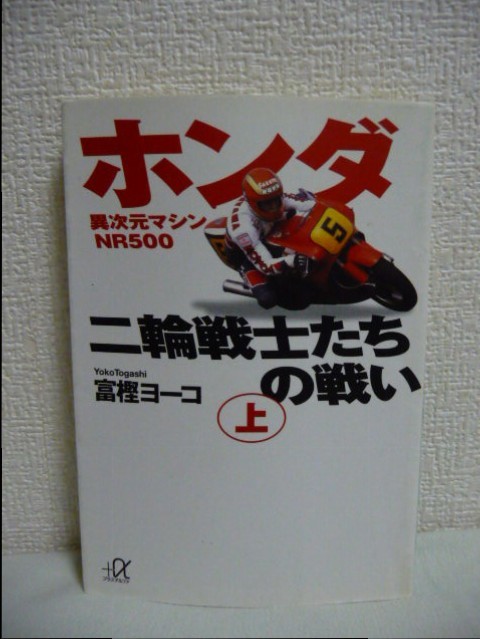 ホンダ
異次元マシン
NR500
5
二輪戦士たち
の戦い
YokoTogashi
富樫ヨーコ
上
+α